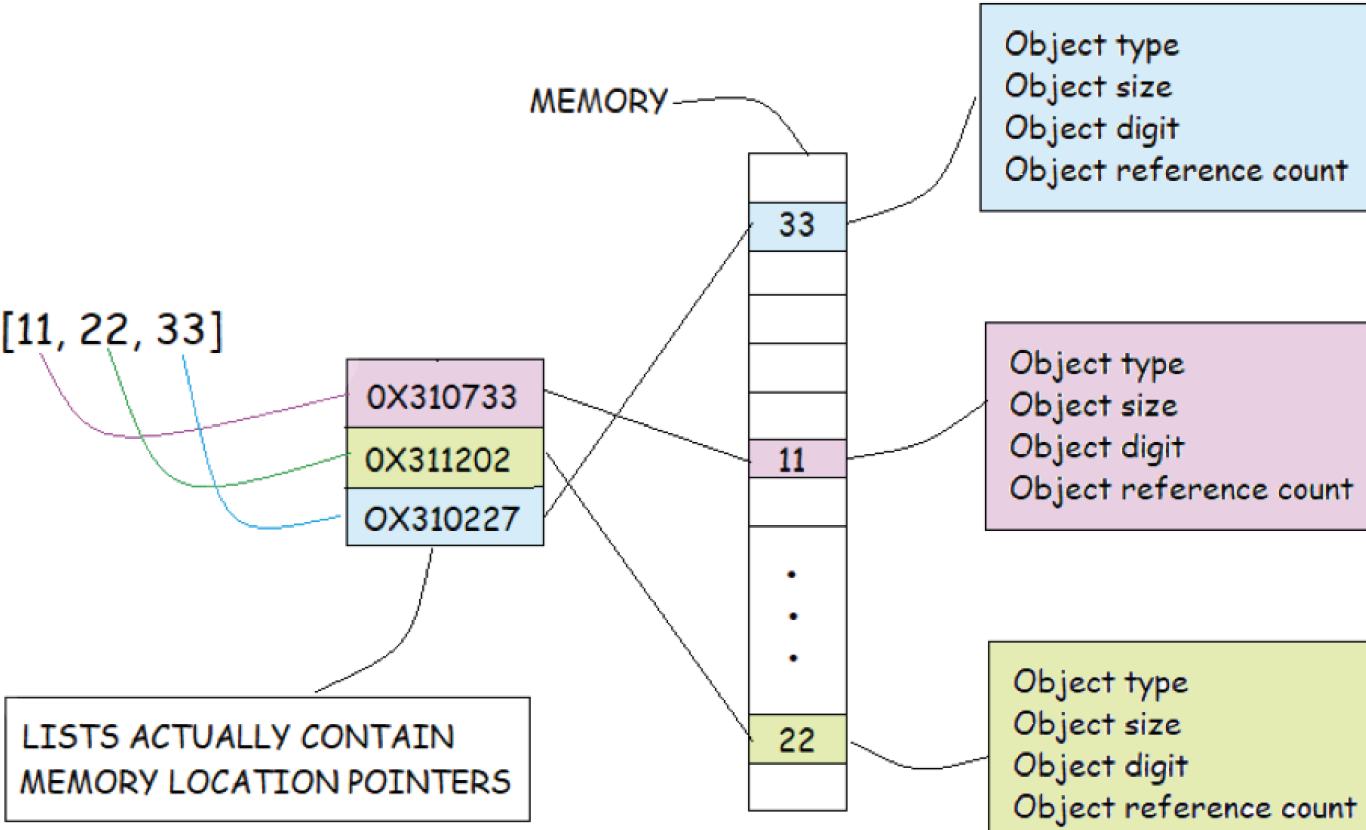 MEMORY
Object type
Object size
Object digit
Object reference count
33
[11, 22, 33]
0X310733
0X311202
0X310227
11
Object type
Object size
Object digit
Object reference count
LISTS ACTUALLY CONTAIN
MEMORY LOCATION POINTERS
22
Object type
Object size
Object digit
Object reference count